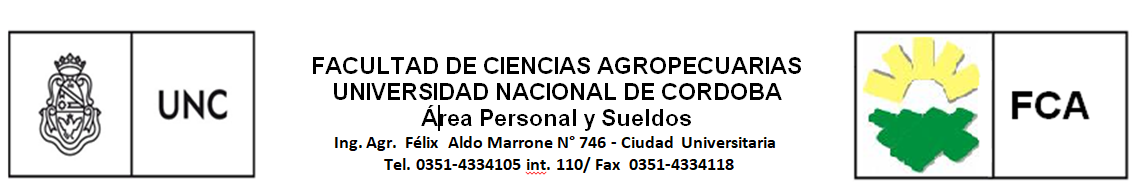 UNC
FACULTAD DE CIENCIAS AGROPECUARIAS
UNIVERSIDAD NACIONAL DE CORDOBA
Área Personal y Sueldos
Ing. Agr. Félix Aldo Marrone N° 746 - Ciudad Universitaria
Tel. 0351-4334105 int. 110/ Fax 0351-4334118
FCA